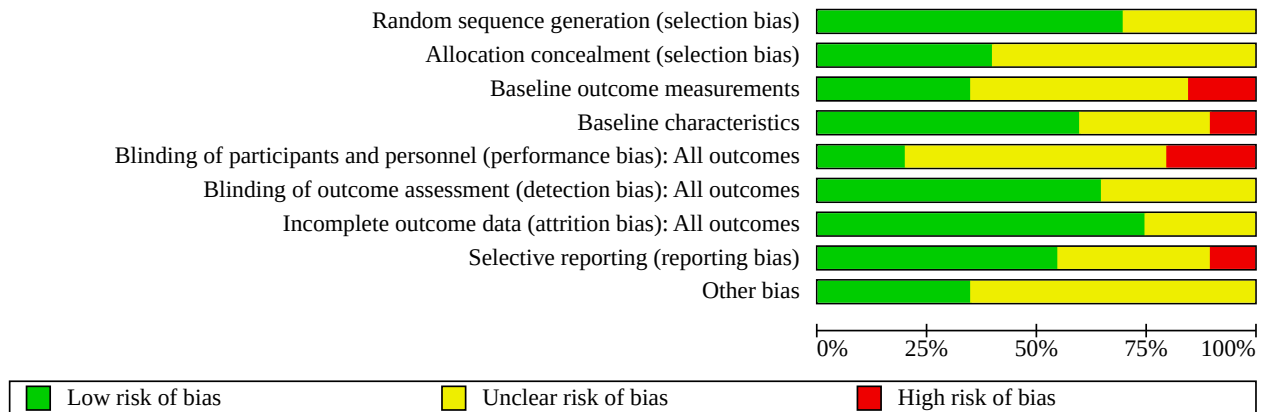 Random sequence generation (selection bias)
Allocation concealment (selection bias)
Baseline outcome measurements
Baseline characteristics
Blinding of participants and personnel (performance bias): All outcomes
Blinding of outcome assessment (detection bias): All outcomes
Incomplete outcome data (attrition bias): All outcomes
Selective reporting (reporting bias)
Other bias
0% 25% 50% 75% 100%
Low risk of bias Unclear risk of bias High risk of bias